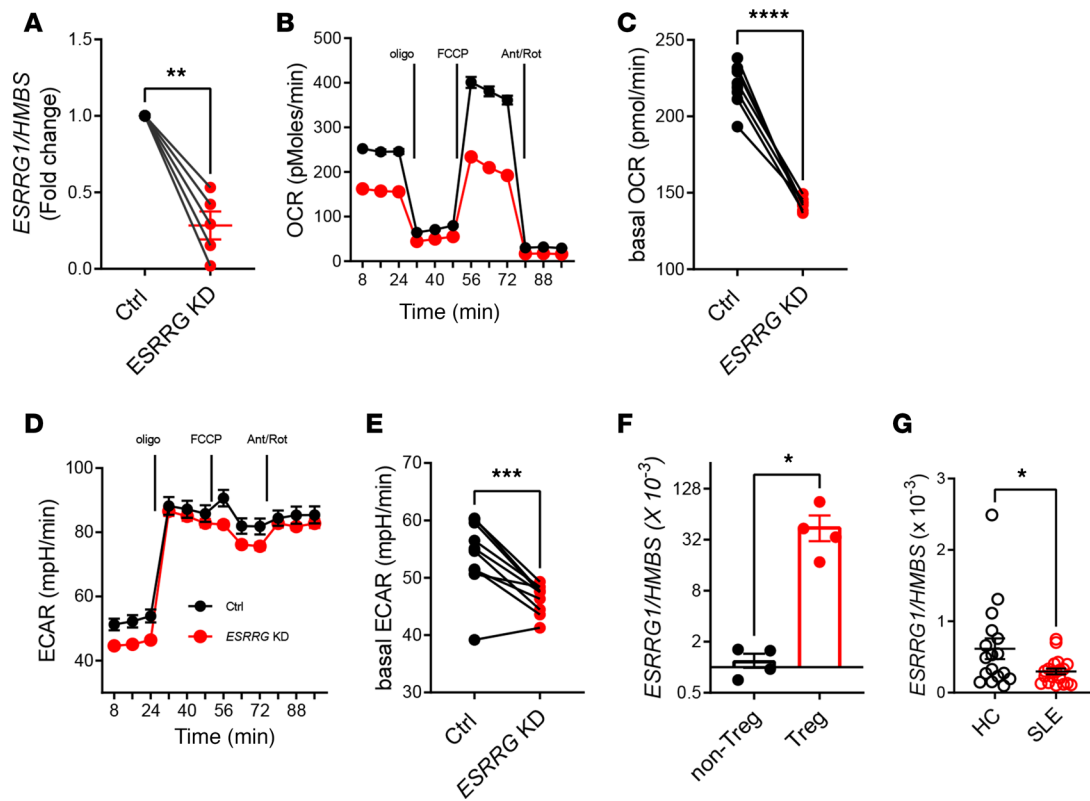 A
ESRRG1/HMBS
(Fold change)
1.5
1.0
0.5
0.0
**
Ctrl
ESRRG KD
B
OCR (pMoles/min)
500
400
300
200
100
0
oligo
FCCP
Ant/Rot
8
24
40
56
72
88
Time (min)
C
basal OCR (pmol/min)
250
200
150
100
****
Ctrl
ESRRG KD
D
ECAR (mpH/min)
100
80
60
40
oligo
FCCP
Ant/Rot
Ctrl
ESRRG KD
8
24
40
56
72
88
Time (min)
E
basal ECAR (mpH/min)
70
60
50
40
30
***
Ctrl
ESRRG KD
F
ESRRG1/HMBS (X 10-3)
128
32
8
2
0.5
*
non-Treg
Treg
G
ESRRG1/HMBS (x 10-3)
3
2
1
0
*
HC
SLE